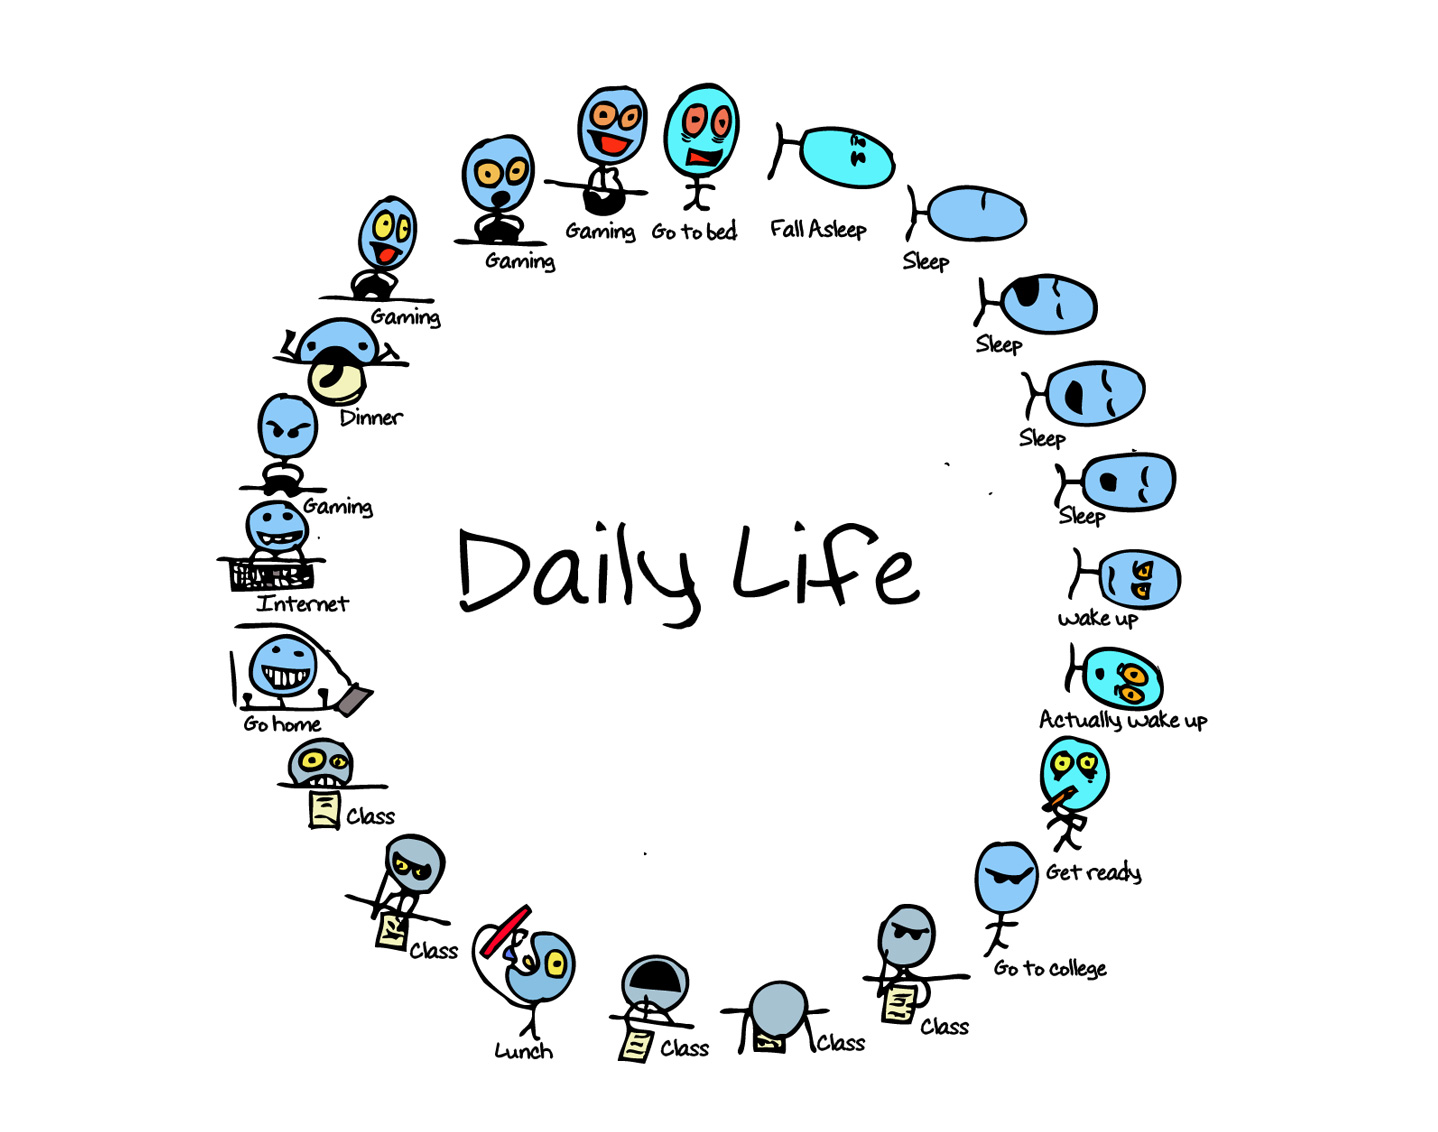 Daily Life
Go to bed
Fall Asleep
Sleep
Sleep
Sleep
Sleep
wake up
Actually wake up
Get ready
Go to college
Class
Class
Class
Lunch
Class
Class
Go home
Internet
Gaming
Dinner
Gaming
Gaming
Gaming